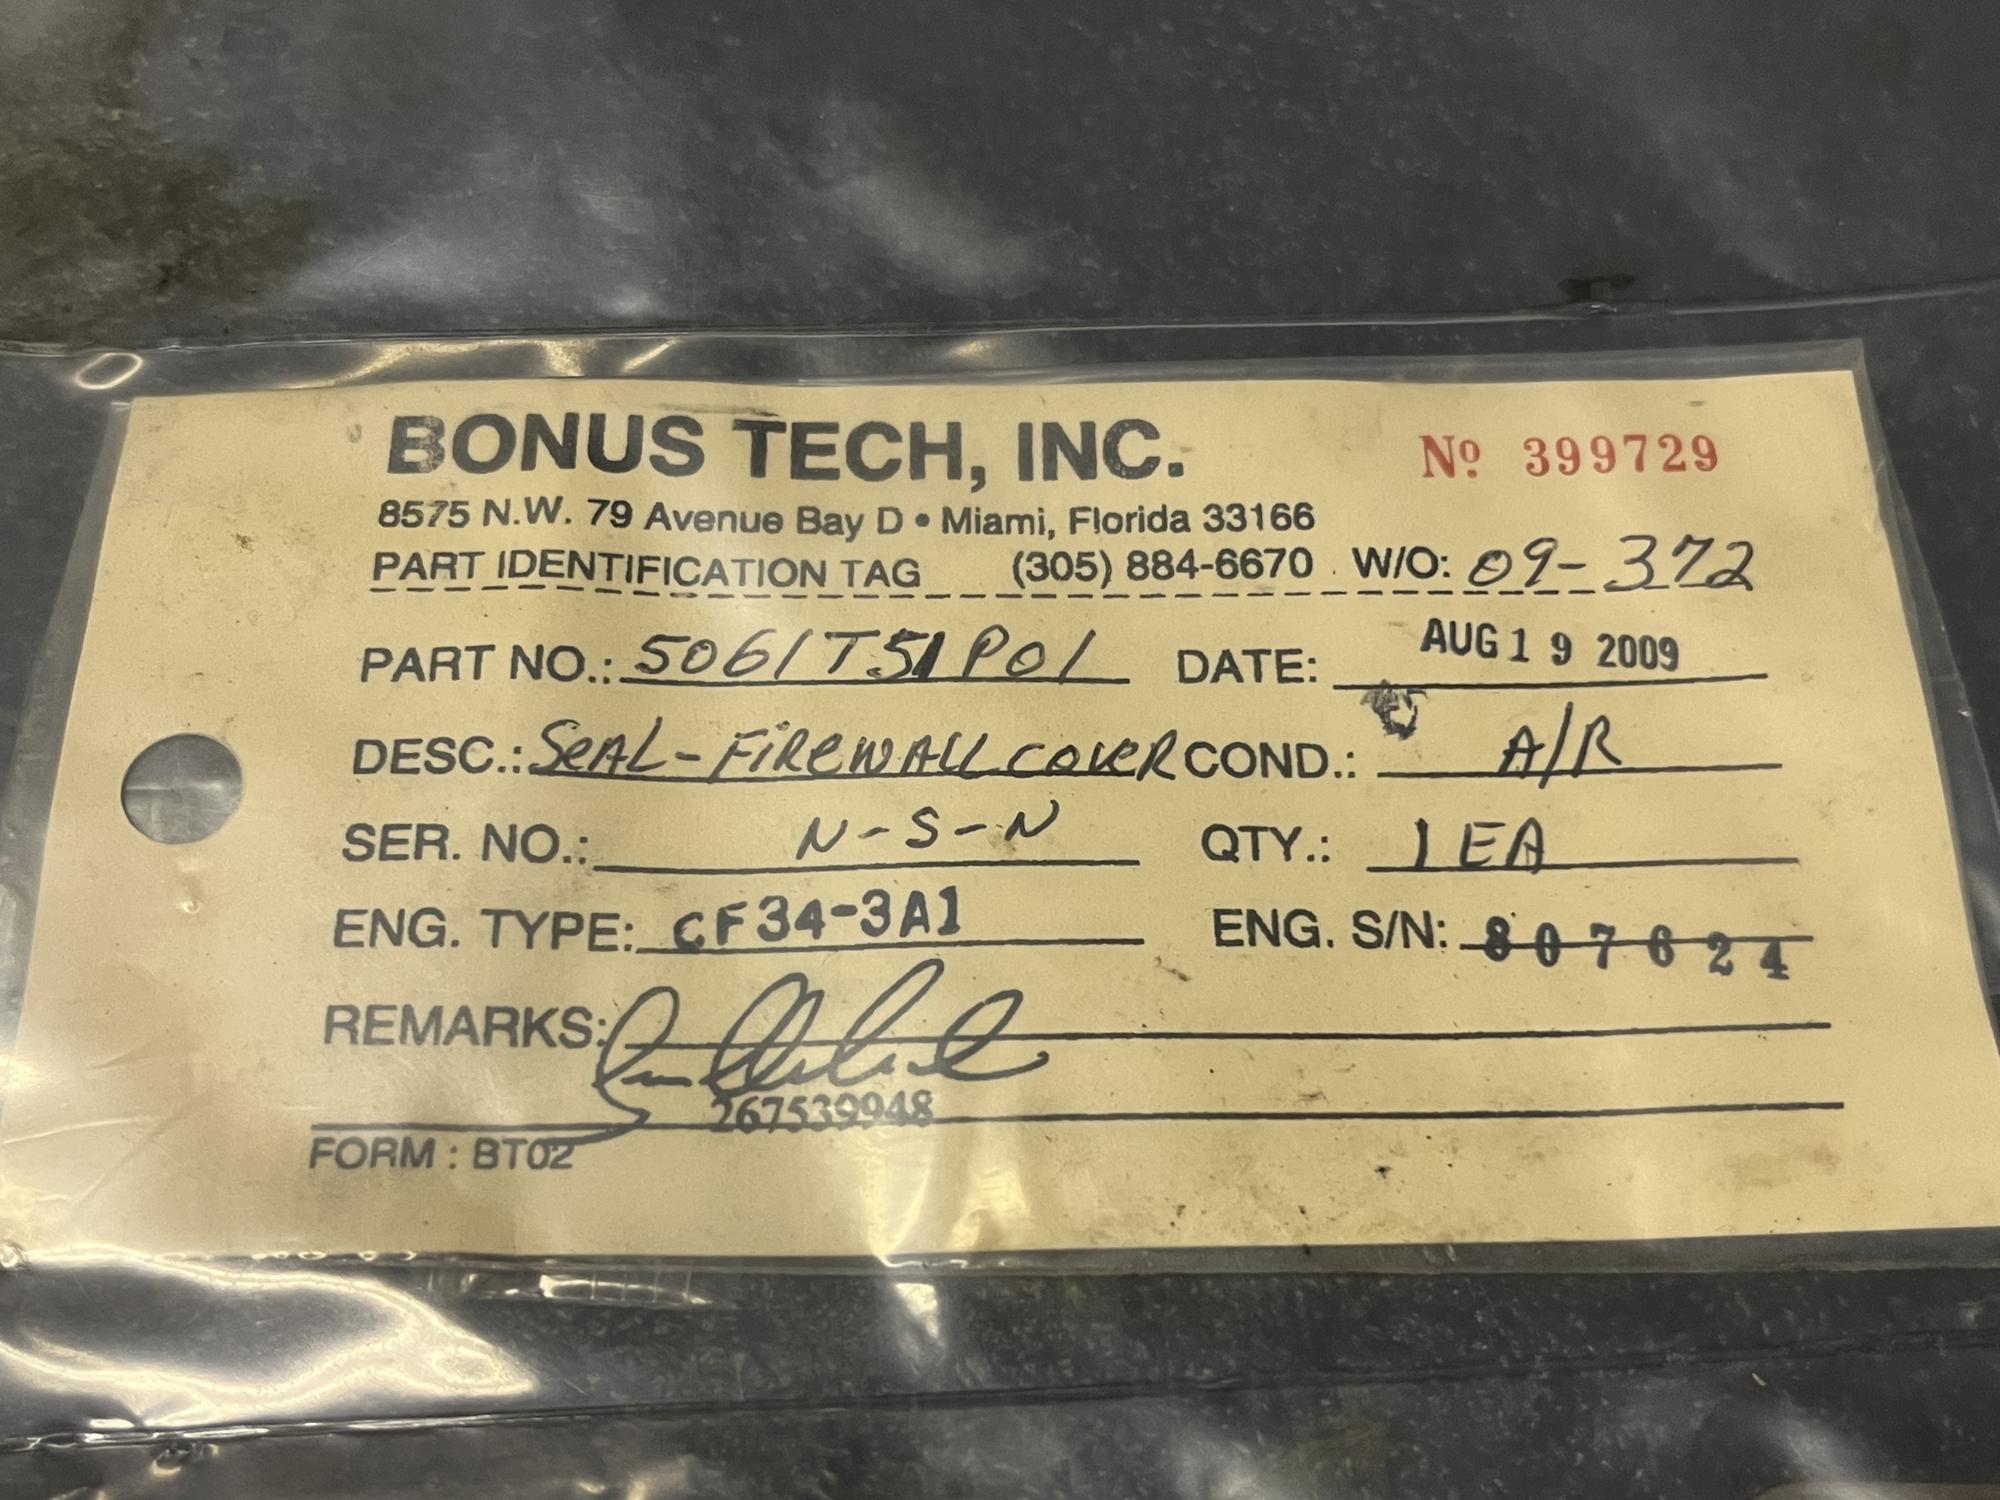 BONUS TECH, INC. Nº 399729
8575 N.W. 79 Avenue Bay D • Miami, Florida 33166
PART IDENTIFICATION TAG (305) 884-6670 W/O: 09-372
PART NO.: 5061T51P01 DATE: AUG 19 2009
DESC.: SEAL-FIREWALL COVER COND.: A/R
SER. NO.: N-S-N QTY.: 1 EA
ENG. TYPE: CF34-3A1 ENG. S/N: 807624
REMARKS:
267539948
FORM : BT02